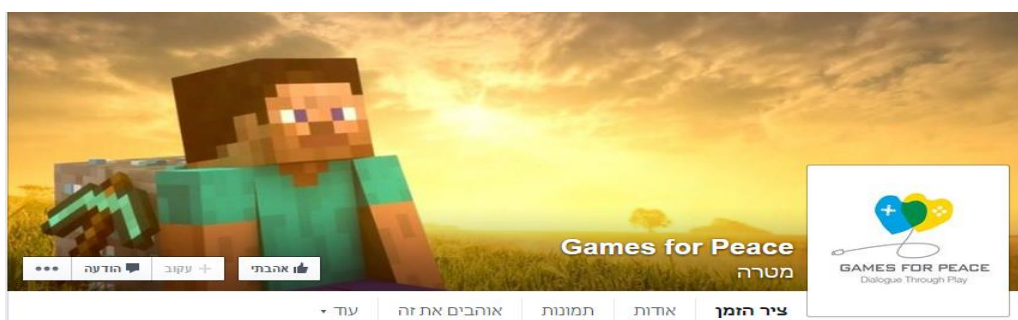 Games for Peace
מטרה
GAMES FOR PEACE
Dialogue Through Play
אהבתי
+ עקוב
הודעה
•••
ציר הזמן
אודות
תמונות
אוהבים את זה
עוד